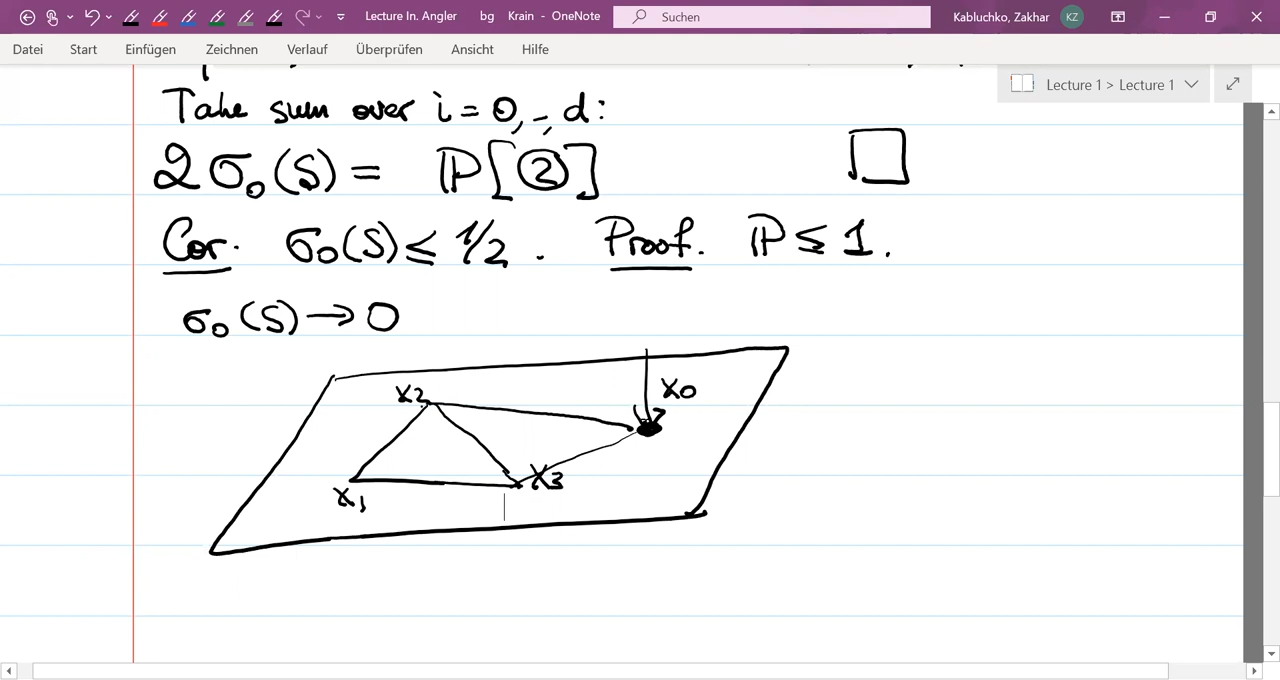 Lecture In. Angler bg Krain - OneNote
Suchen
Kabluchko, Zakhar KZ
Datei Start Einfügen Zeichnen Verlauf Überprüfen Ansicht Hilfe
Lecture 1 > Lecture 1
Take sum over i = 0, -, d:
2σ₀(S) = ℙ[②]
Cor. σ₀(S) ≤ 1/2. Proof. ℙ ≤ 1.
σ₀(S) → 0
X0
X2
X3
X1